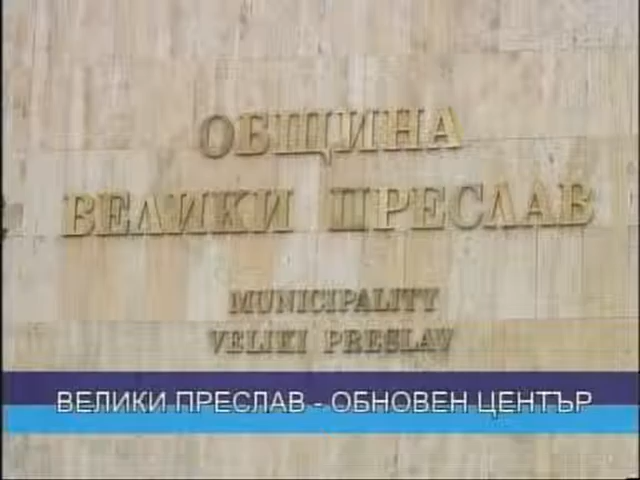 ОБЩИНА
ВЕЛИКИ ПРЕСЛАВ
MUNICIPALITY
VELIKI PRESLAV
ВЕЛИКИ ПРЕСЛАВ - ОБНОВЕН ЦЕНТЪР